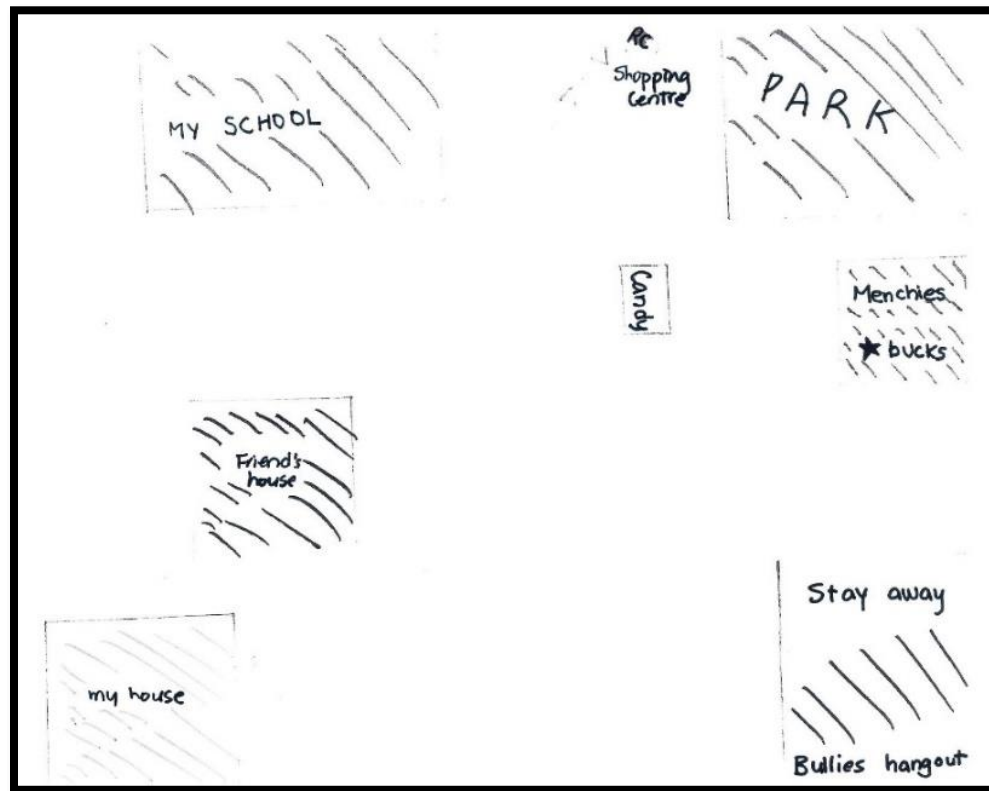 MY SCHOOL
RC
Shopping
Centre
PARK
Candy
Menchies
★ bucks
Friend's
house
my house
Stay away
Bullies hangout